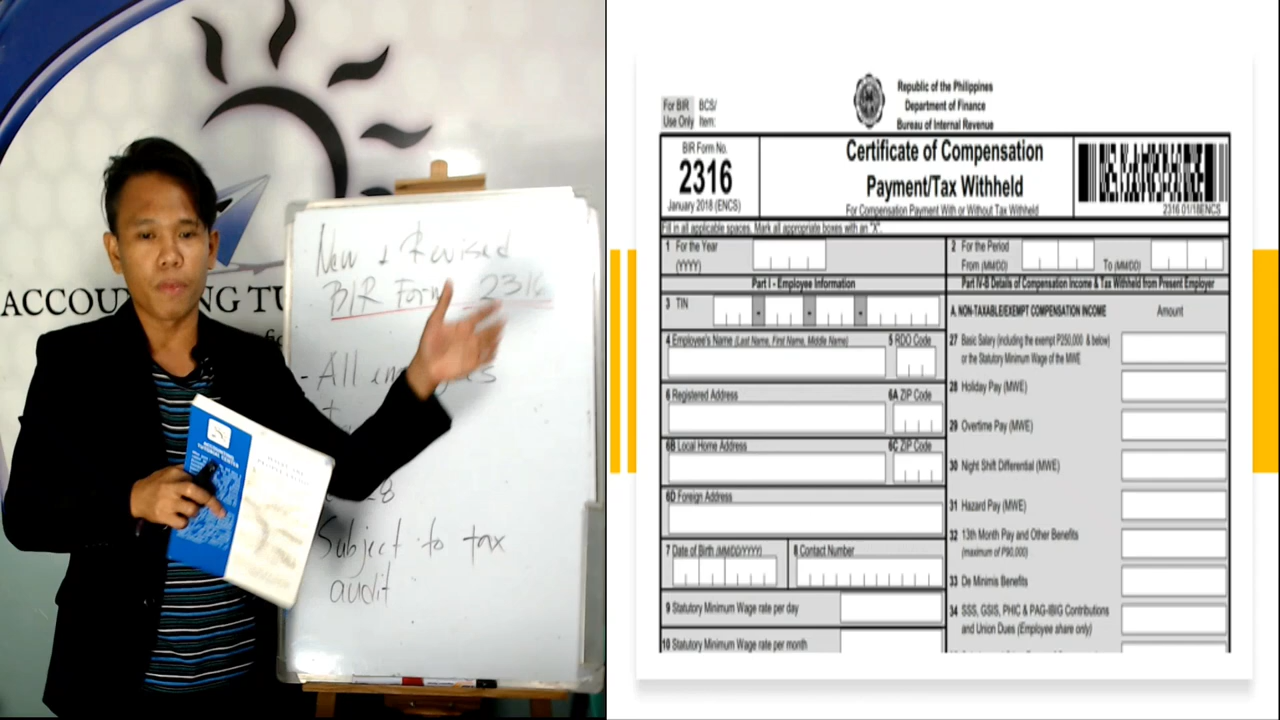 ACCOU NG TU
New & Revised
BIR Form 2316
- All em
28
Subject to tax
audit
ACCOUNTING
TUTORIAL CENTER
Republic of the Philippines
Department of Finance
Bureau of Internal Revenue
For BIR BCS/
Use Only Item:
BIR Form No.
2316
January 2018 (ENCS)
Certificate of Compensation
Payment/Tax Withheld
For Compensation Payment With or Without Tax Withheld
2316 01/18ENCS
Fill in all applicable spaces. Mark all appropriate boxes with an "X".
1 For the Year
(YYYY)
2 For the Period
From (MM/DD) To (MM/DD)
Part I - Employee Information
3 TIN
4 Employee's Name (Last Name, First Name, Middle Name) 5 RDO Code
6 Registered Address 6A ZIP Code
6B Local Home Address 6C ZIP Code
6D Foreign Address
7 Date of Birth (MM/DD/YYYY) 8 Contact Number
9 Statutory Minimum Wage rate per day
10 Statutory Minimum Wage rate per month
Part IV-B Details of Compensation Income & Tax Withheld from Present Employer
A. NON-TAXABLE/EXEMPT COMPENSATION INCOME Amount
27 Basic Salary (including the exempt P250,000 & below)
or the Statutory Minimum Wage of the MWE
28 Holiday Pay (MWE)
29 Overtime Pay (MWE)
30 Night Shift Differential (MWE)
31 Hazard Pay (MWE)
32 13th Month Pay and Other Benefits
(maximum of P90,000)
33 De Minimis Benefits
34 SSS, GSIS, PHIC & PAG-IBIG Contributions
and Union Dues (Employee share only)